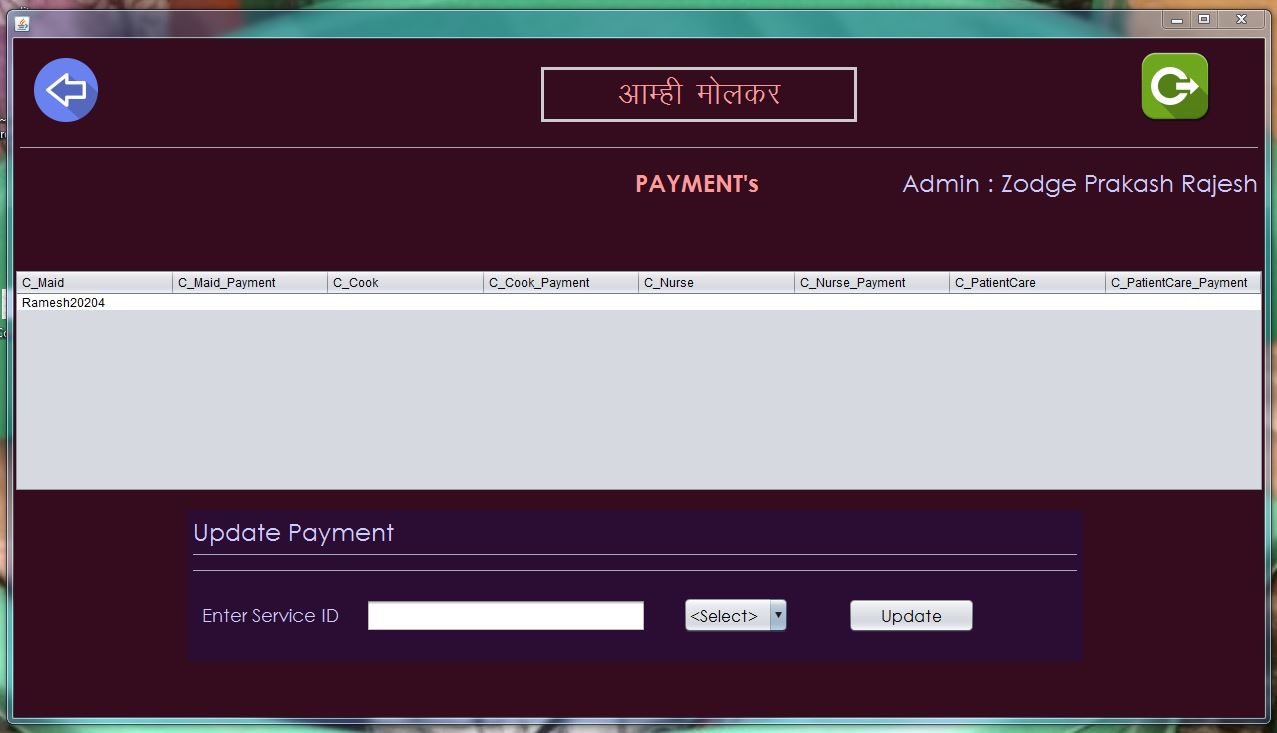 आम्ही मोलकर
PAYMENT's
Admin : Zodge Prakash Rajesh
C_Maid C_Maid_Payment C_Cook C_Cook_Payment C_Nurse C_Nurse_Payment C_PatientCare C_PatientCare_Payment
Ramesh20204
Update Payment
Enter Service ID <Select> Update